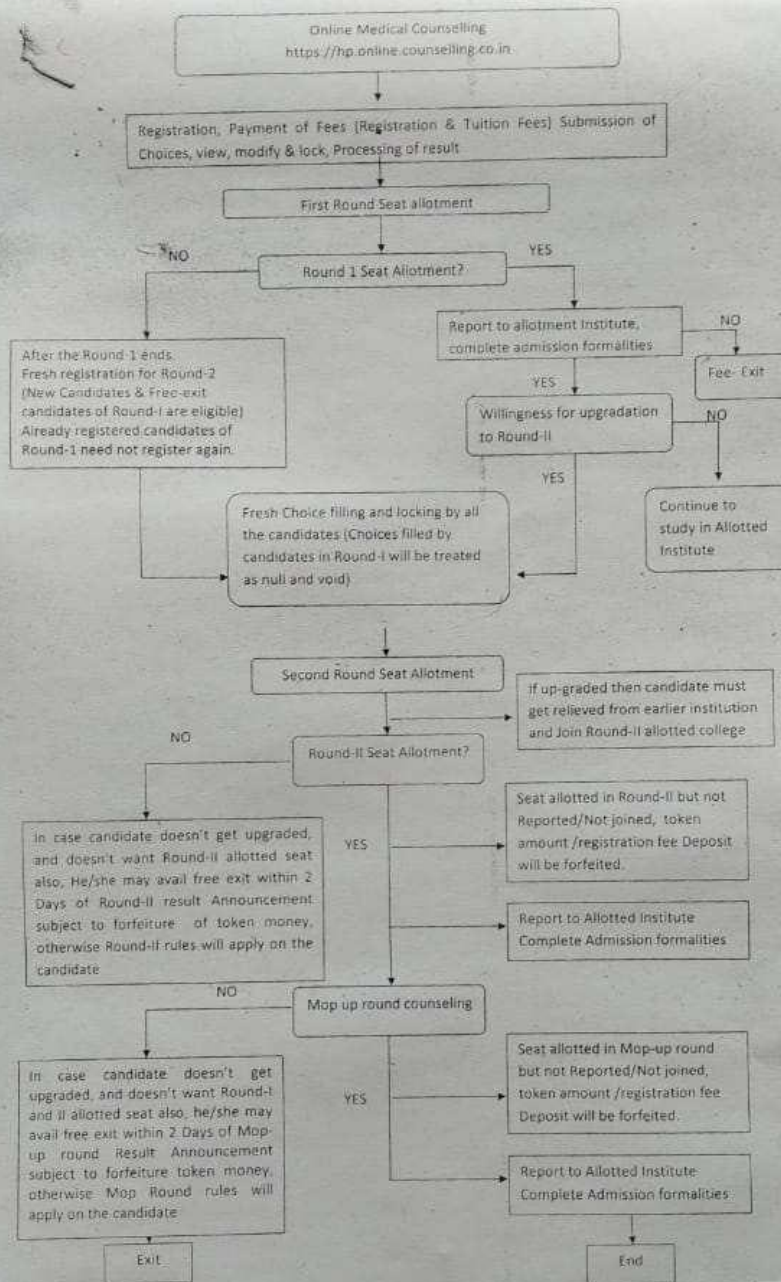 Online Medical Counselling
https://hp.online.counselling.co.in
Registration, Payment of Fees (Registration & Tuition Fees) Submission of
Choices, view, modify & lock, Processing of result
First Round Seat allotment
NO
YES
Round 1 Seat Allotment?
After the Round-1 ends
Fresh registration for Round-2
(New Candidates & Free-exit
candidates of Round-I are eligible)
Already registered candidates of
Round-1 need not register again.
Report to allotment Institute,
complete admission formalities
NO
Fee- Exit
YES
Willingness for upgradation
to Round-II
NO
YES
Continue to
study in Allotted
Institute
Fresh Choice filling and locking by all
the candidates (Choices filled by
candidates in Round-I will be treated
as null and void)
Second Round Seat Allotment
If up-graded then candidate must
get relieved from earlier institution
and Join Round-II allotted college
NO
Round-II Seat Allotment?
In case candidate doesn't get upgraded,
and doesn't want Round-II allotted seat
also, He/she may avail free exit within 2
Days of Round-II result Announcement
subject to forfeiture of token money,
otherwise Round-II rules will apply on the
candidate
YES
Seat allotted in Round-II but not
Reported/Not joined, token
amount /registration fee Deposit
will be forfeited.
Report to Allotted Institute
Complete Admission formalities
NO
Mop up round counseling
In case candidate doesn't get
upgraded, and doesn't want Round-I
and II allotted seat also, he/she may
avail free exit within 2 Days of Mop-
up round Result Announcement
subject to forfeiture token money,
otherwise Mop Round rules will
apply on the candidate
YES
Seat allotted in Mop-up round
but not Reported/Not joined,
token amount /registration fee
Deposit will be forfeited.
Report to Allotted Institute
Complete Admission formalities
Exit
End